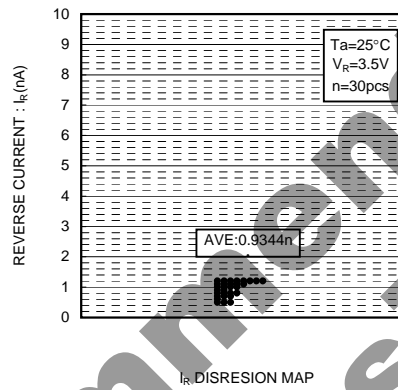 10
9
8
7
6
5
4
3
2
1
0
REVERSE CURRENT : IR(nA)
Ta=25°C
VR=3.5V
n=30pcs
AVE:0.9344n
IR DISRESION MAP